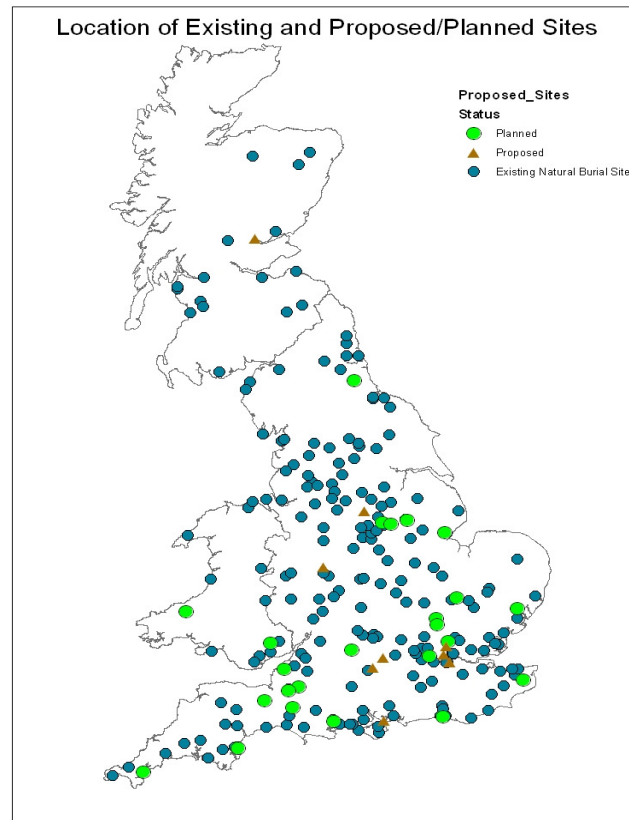 Location of Existing and Proposed/Planned Sites
Proposed_Sites
Status
Planned
Proposed
Existing Natural Burial Site